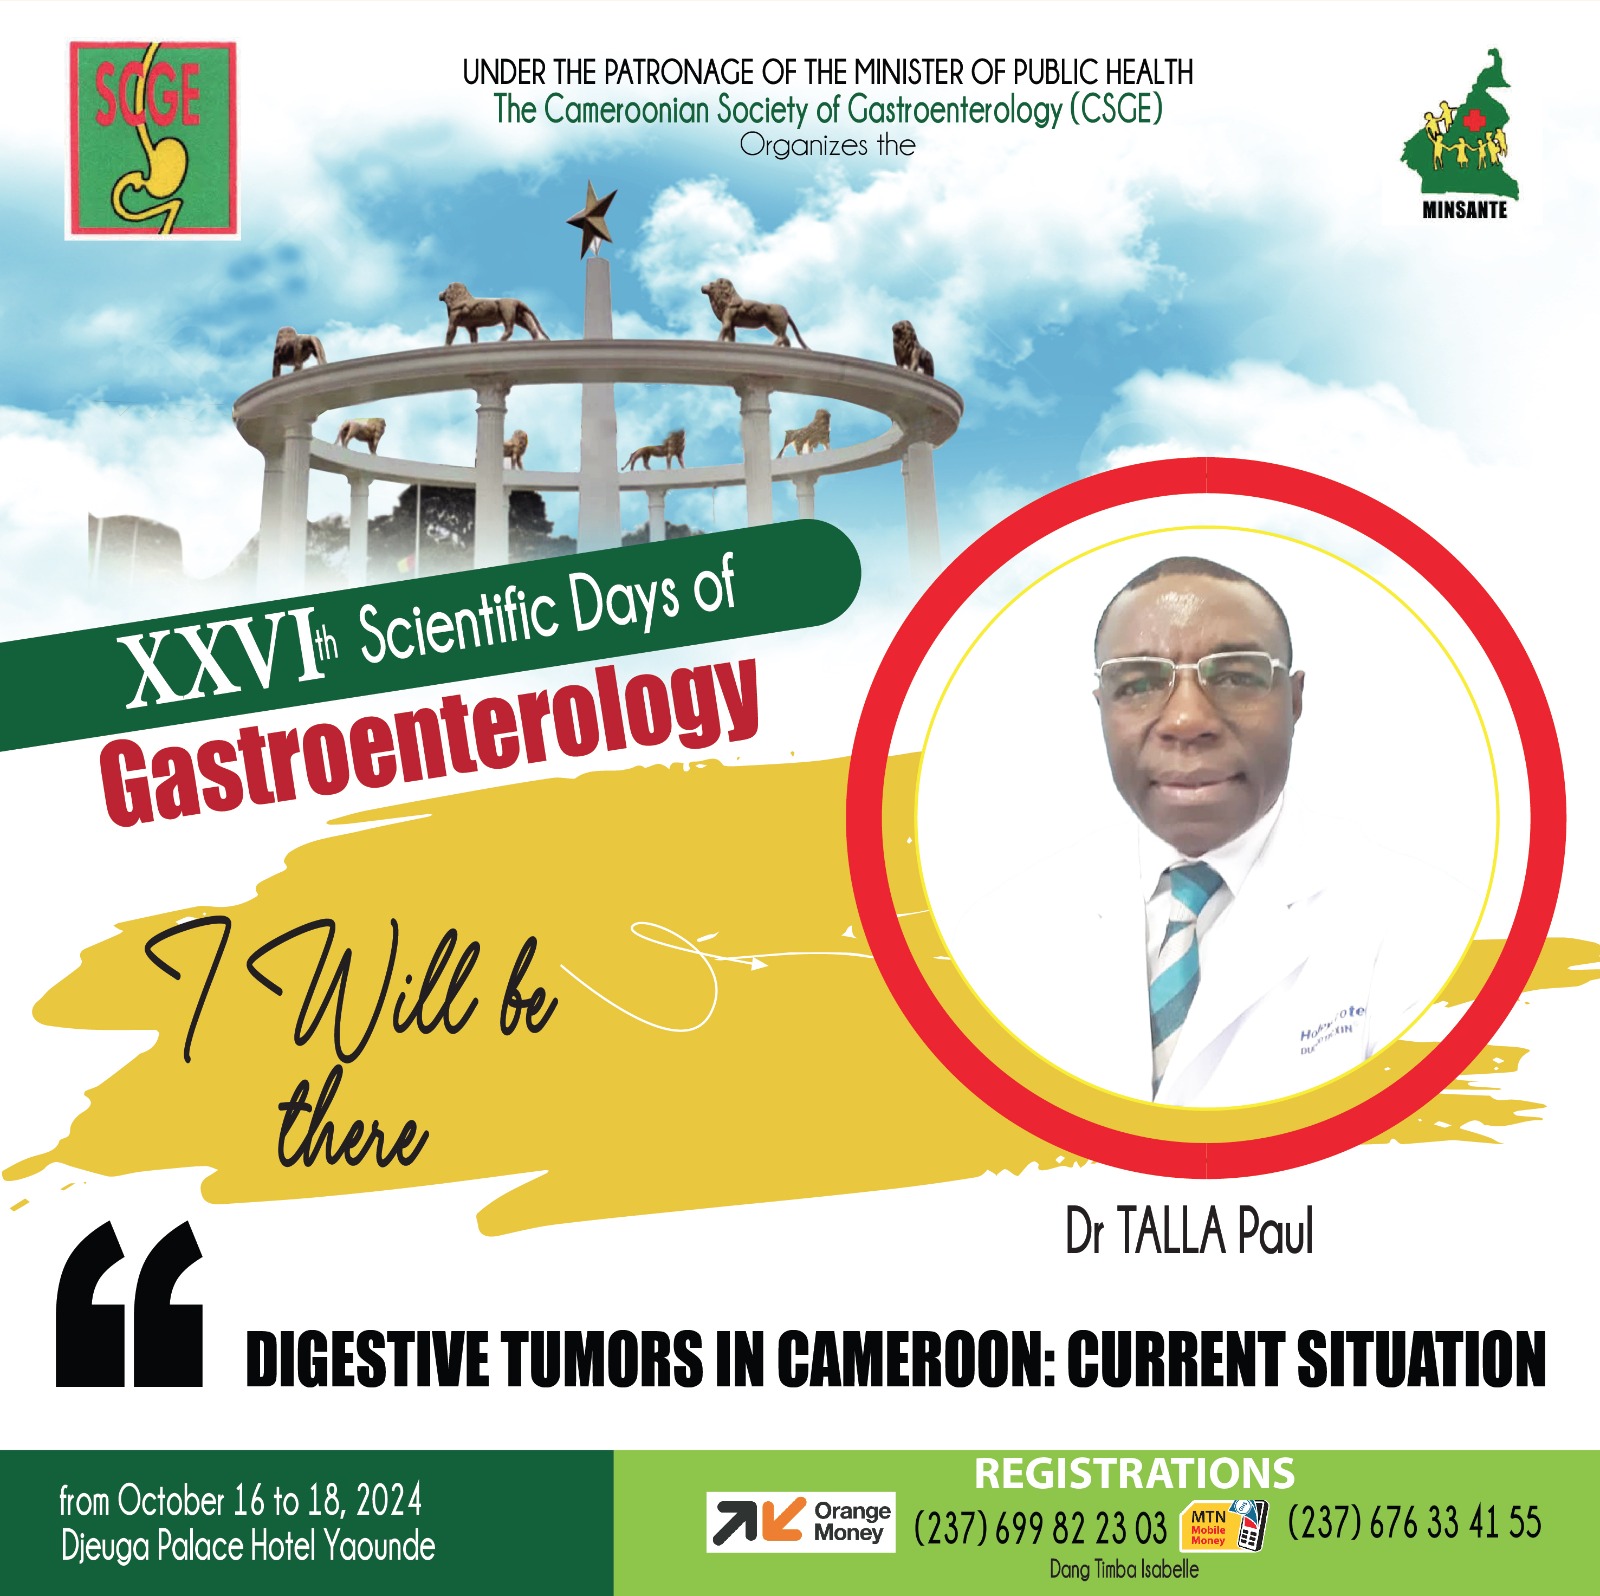 SCGE
UNDER THE PATRONAGE OF THE MINISTER OF PUBLIC HEALTH
The Cameroonian Society of Gastroenterology (CSGE)
Organizes the
MINSANTE
XXVIth Scientific Days of
Gastroenterology
I Will be
there
Dr TALLA Paul
“
DIGESTIVE TUMORS IN CAMEROON: CURRENT SITUATION
from October 16 to 18, 2024
Djeuga Palace Hotel Yaounde
REGISTRATIONS
Orange
Money
(237) 699 82 23 03
MTN
Mobile
Money
(237) 676 33 41 55
Dang Timba Isabelle